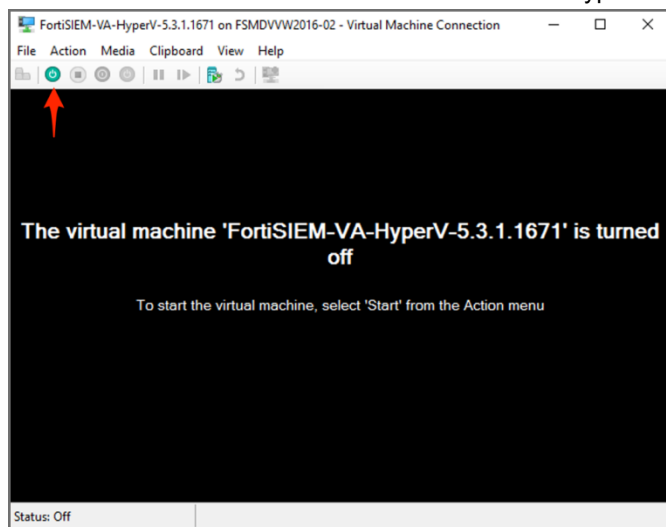 FortiSIEM-VA-HyperV-5.3.1.1671 on FSMDVVW2016-02 - Virtual Machine Connection
File Action Media Clipboard View Help
The virtual machine 'FortiSIEM-VA-HyperV-5.3.1.1671' is turned
off
To start the virtual machine, select 'Start' from the Action menu
Status: Off